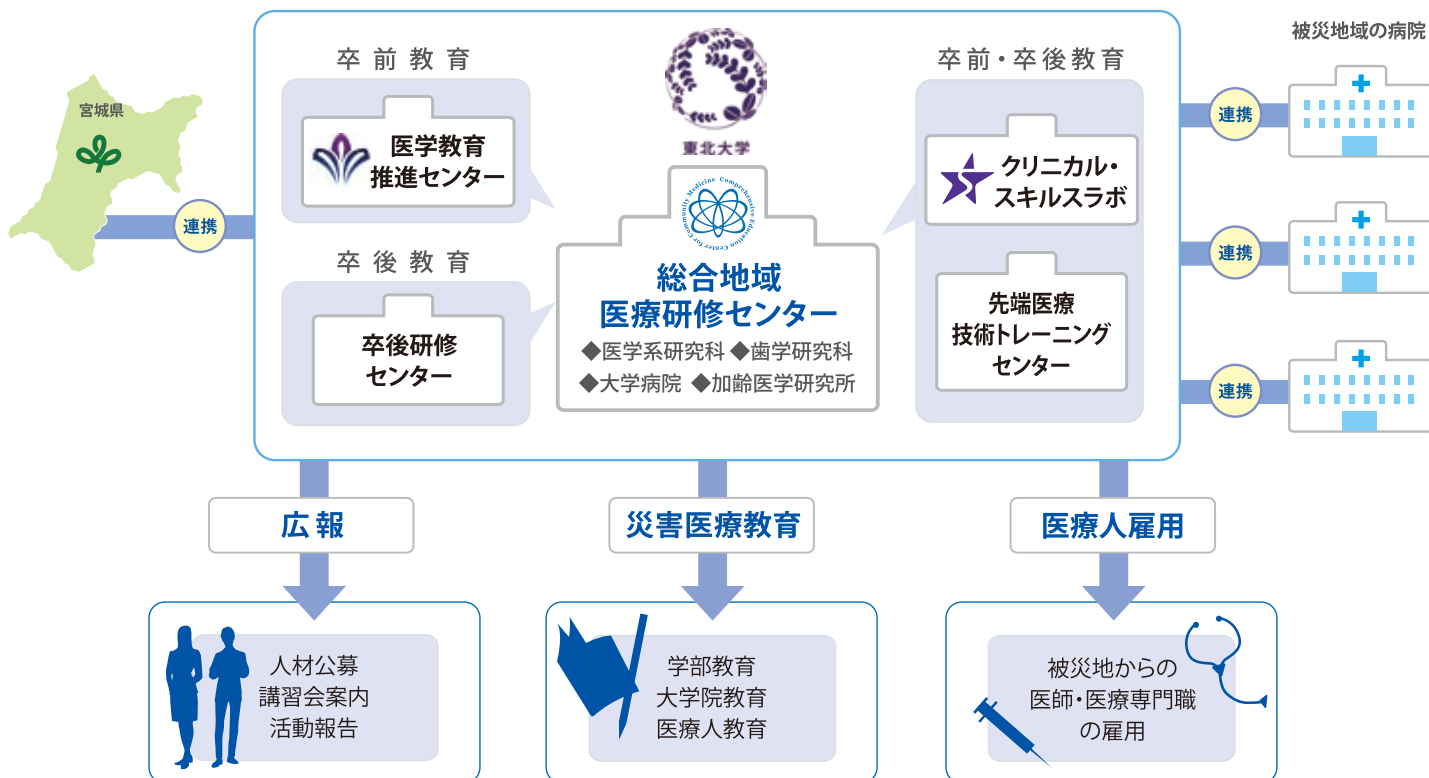 宮城県
連携
卒前教育
医学教育
推進センター
卒後教育
卒後研修
センター
東北大学
Comprehensive Education Center for Community Medicine
総合地域
医療研修センター
◆医学系研究科 ◆歯学研究科
◆大学病院 ◆加齢医学研究所
卒前・卒後教育
クリニカル・
スキルスラボ
先端医療
技術トレーニング
センター
被災地域の病院
連携
連携
連携
広報
人材公募
講習会案内
活動報告
災害医療教育
学部教育
大学院教育
医療人教育
医療人雇用
被災地からの
医師・医療専門職
の雇用